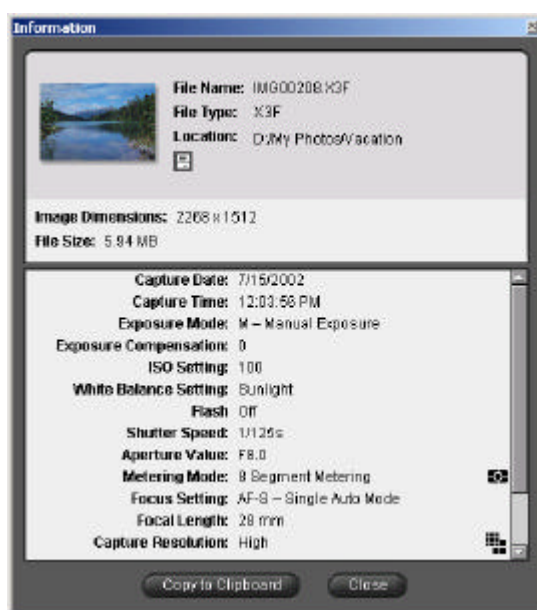 Information
File Name: IMG00208.X3F
File Type: X3F
Location: D:/My Photos/Vacation
Image Dimensions: 2268 x 1512
File Size: 5.94 MB
Capture Date: 7/15/2002
Capture Time: 12:03:56 PM
Exposure Mode: M – Manual Exposure
Exposure Compensation: 0
ISO Setting: 100
White Balance Setting: Sunlight
Flash Off
Shutter Speed: 1/125s
Aperture Value: F8.0
Metering Mode: 8 Segment Metering
Focus Setting: AF-S – Single Auto Mode
Focal Length: 28 mm
Capture Resolution: High
Copy to Clipboard Close